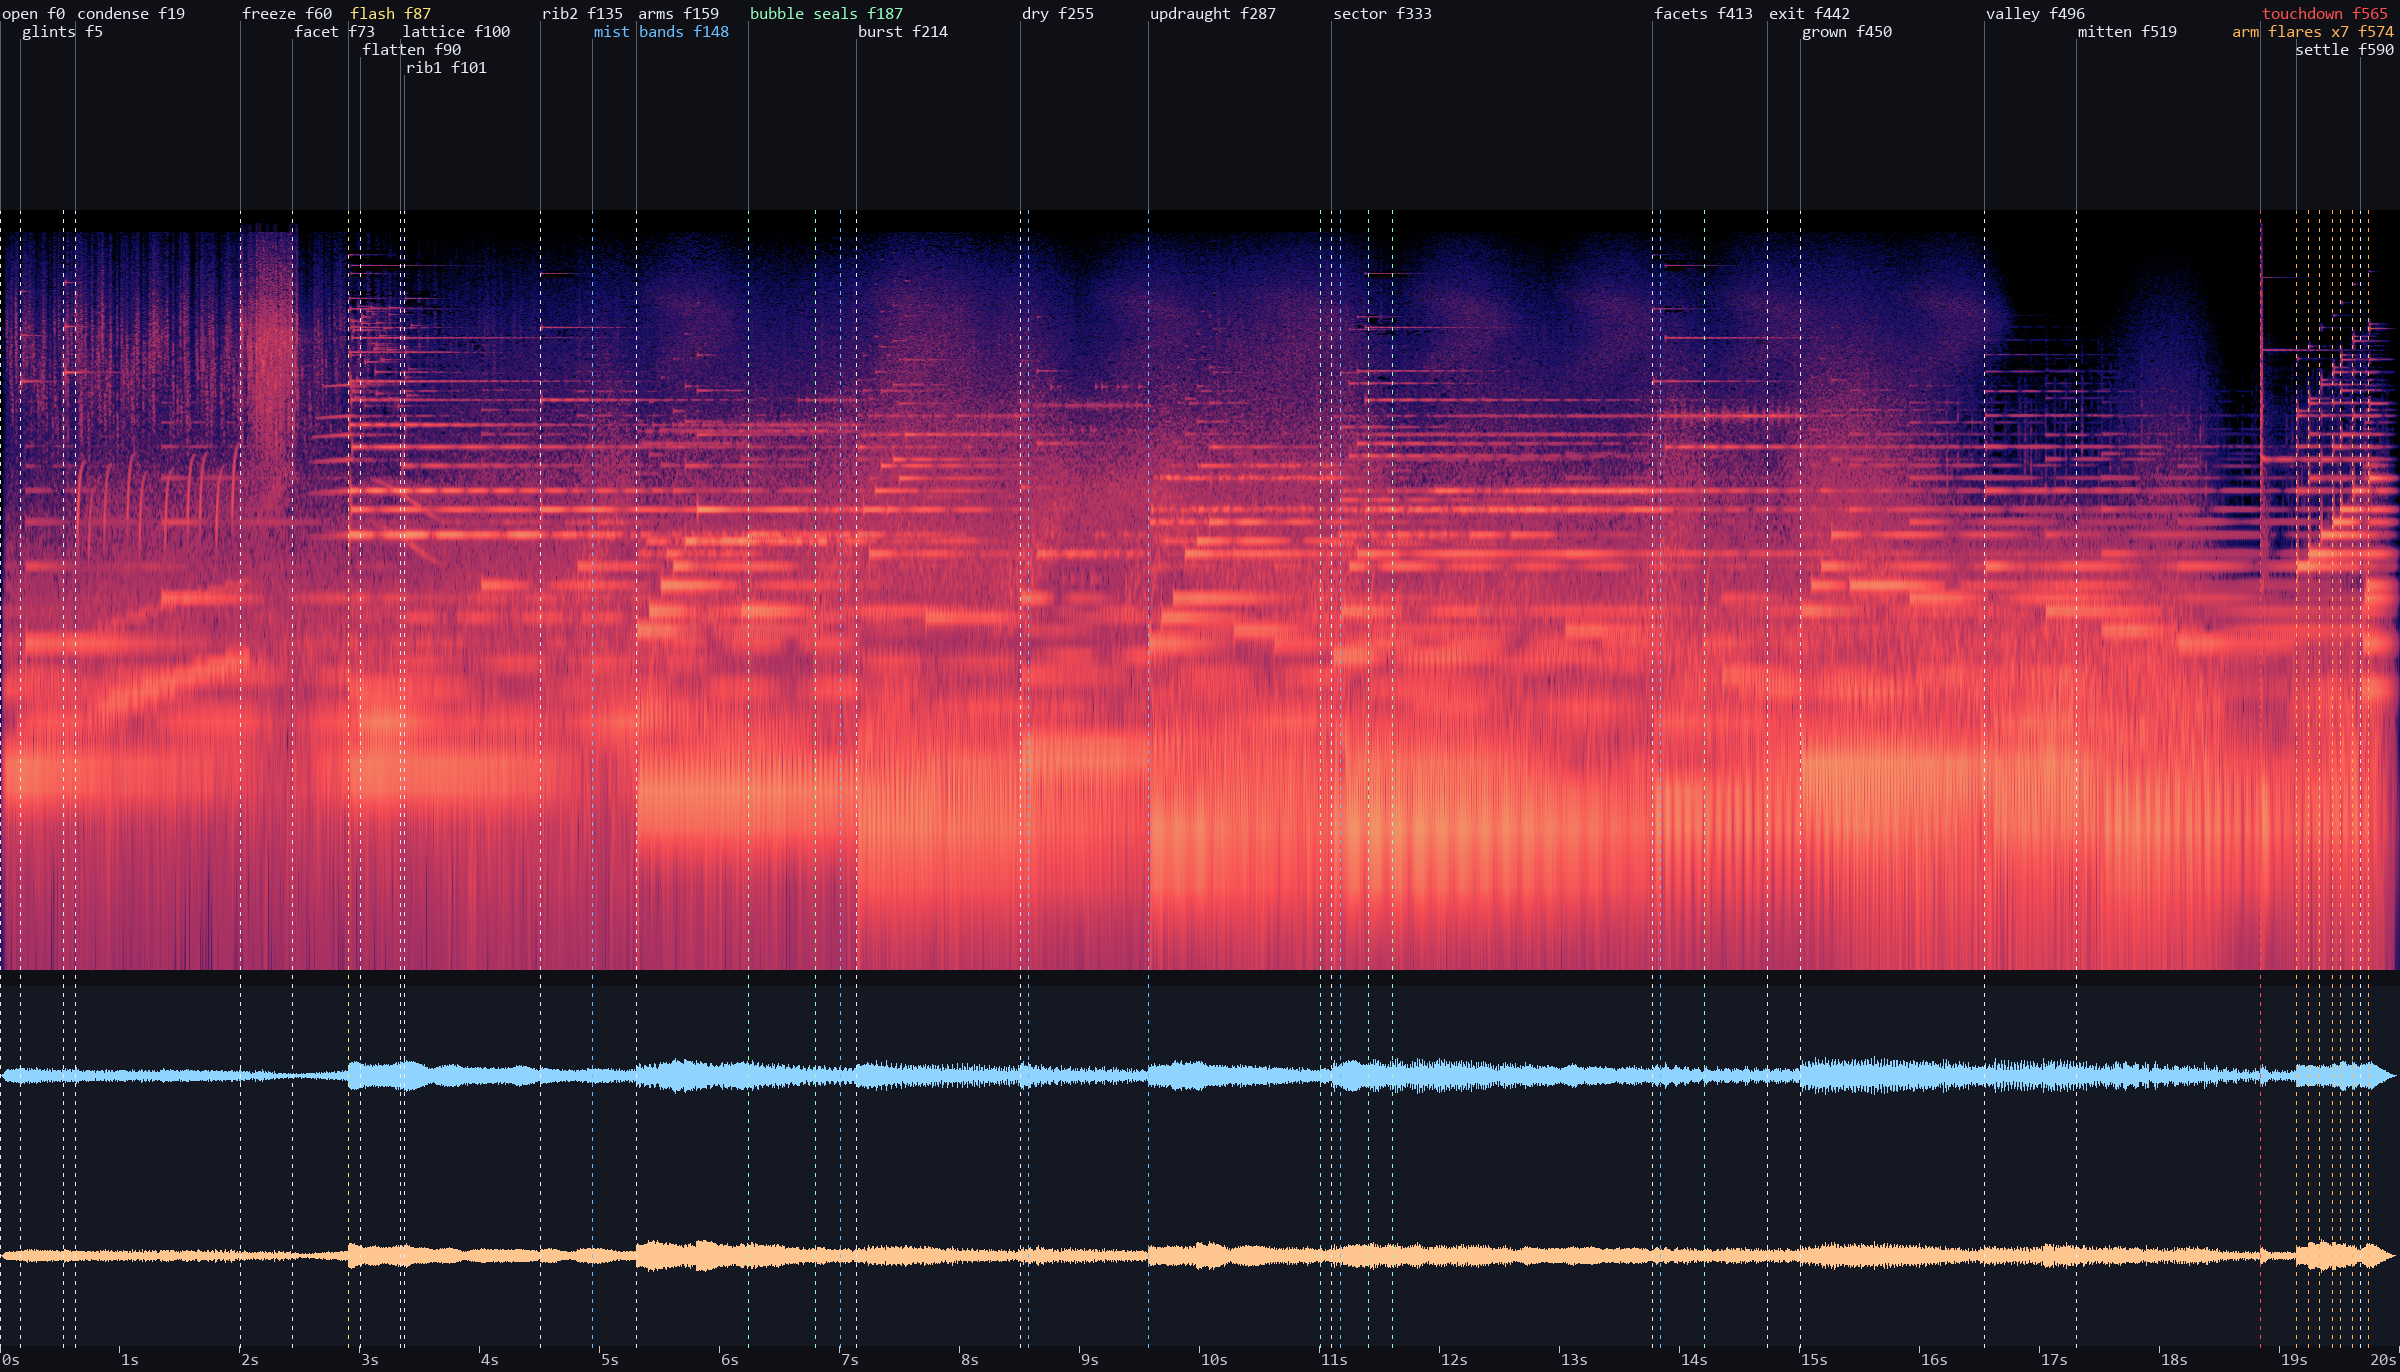 open f0 condense f19 freeze f60 flash f87 rib2 f135 arms f159 bubble seals f187 dry f255 updraught f287 sector f333 facets f413 exit f442 valley f496 touchdown f565
glints f5 facet f73 lattice f100 mist bands f148 burst f214 grown f450 mitten f519 arm flares x7 f574
flatten f90 settle f590
rib1 f101
0s 1s 2s 3s 4s 5s 6s 7s 8s 9s 10s 11s 12s 13s 14s 15s 16s 17s 18s 19s 20s